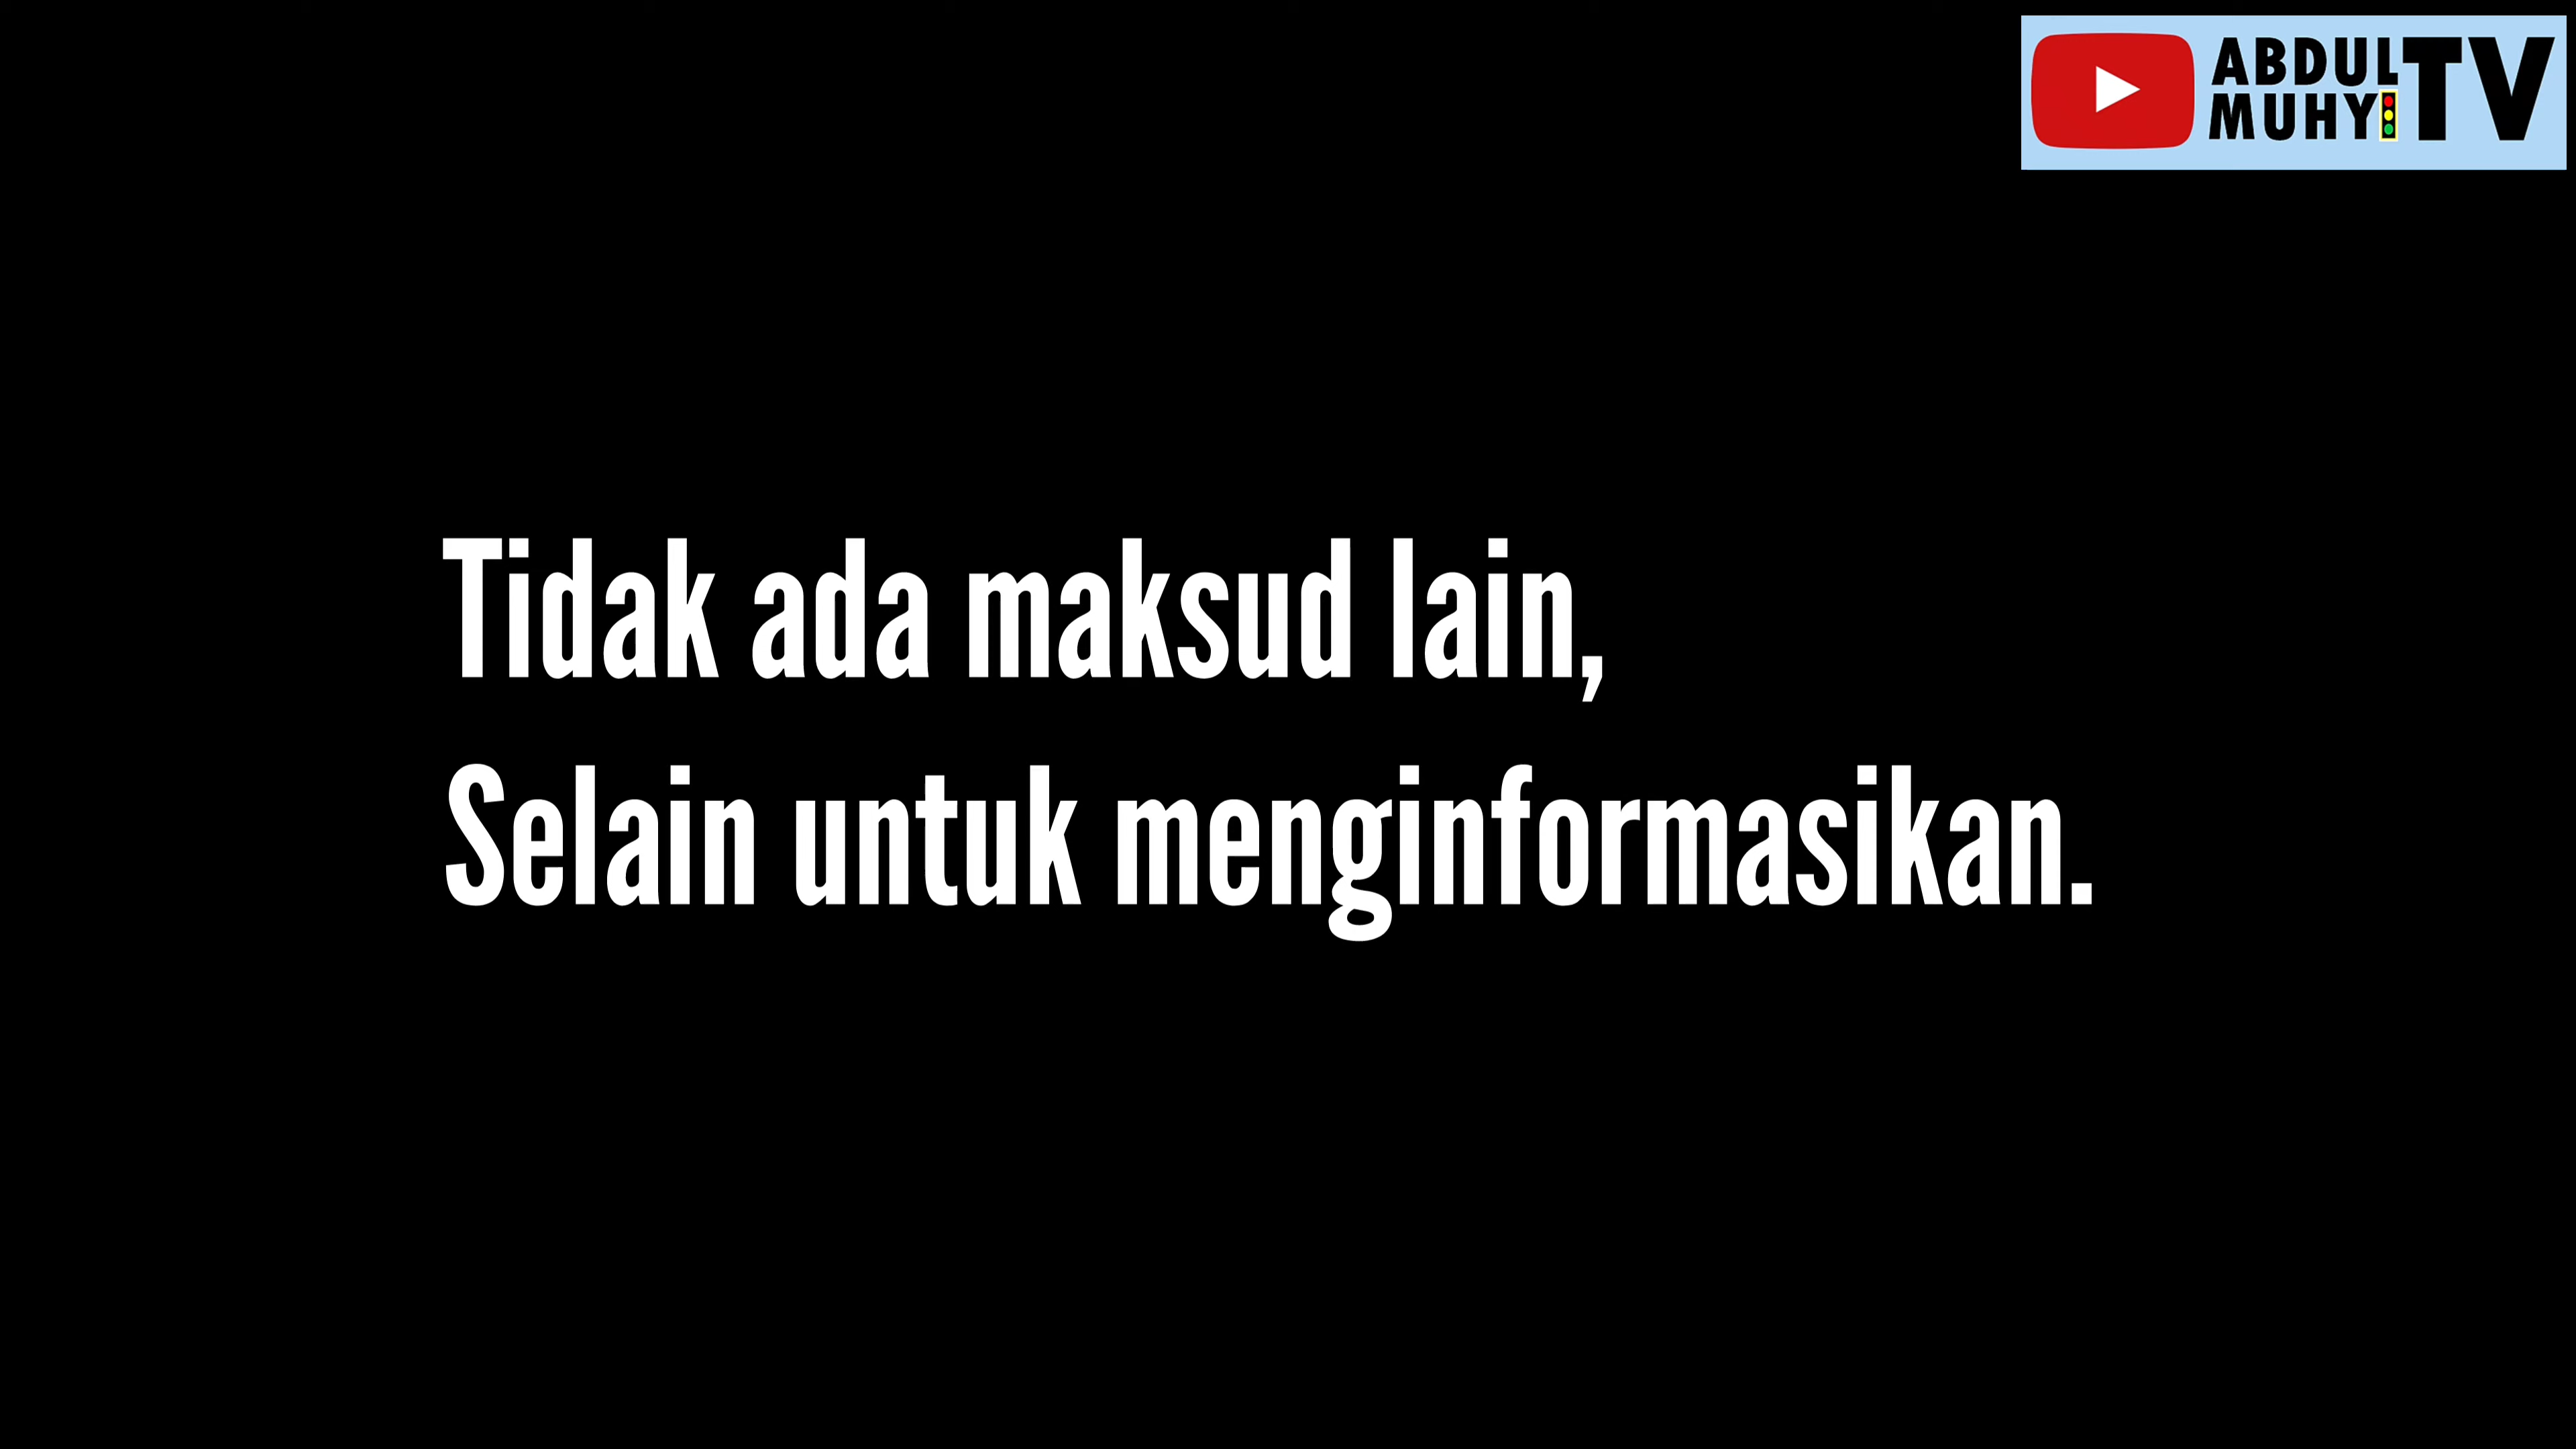 ABDUL
MUHYI
TV
Tidak ada maksud lain,
Selain untuk menginformasikan.